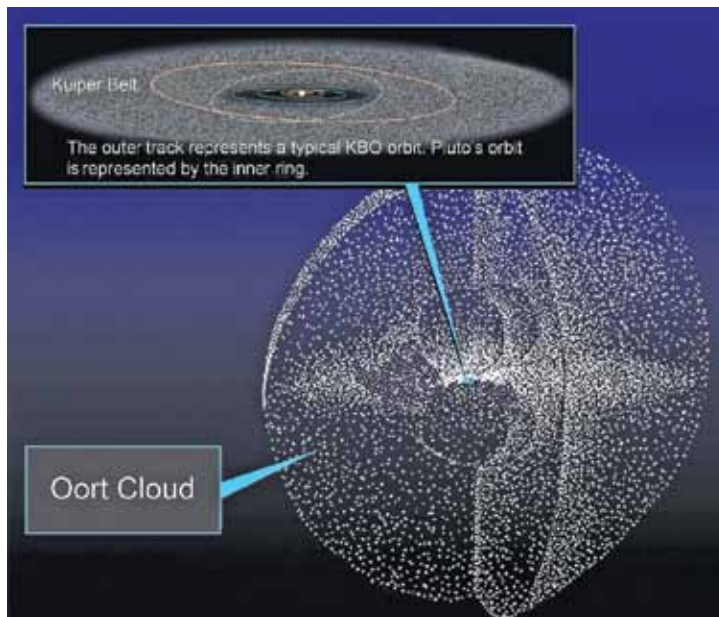 Kuiper Belt
The outer track represents a typical KBO orbit. Pluto's orbit
is represented by the inner ring.
Oort Cloud